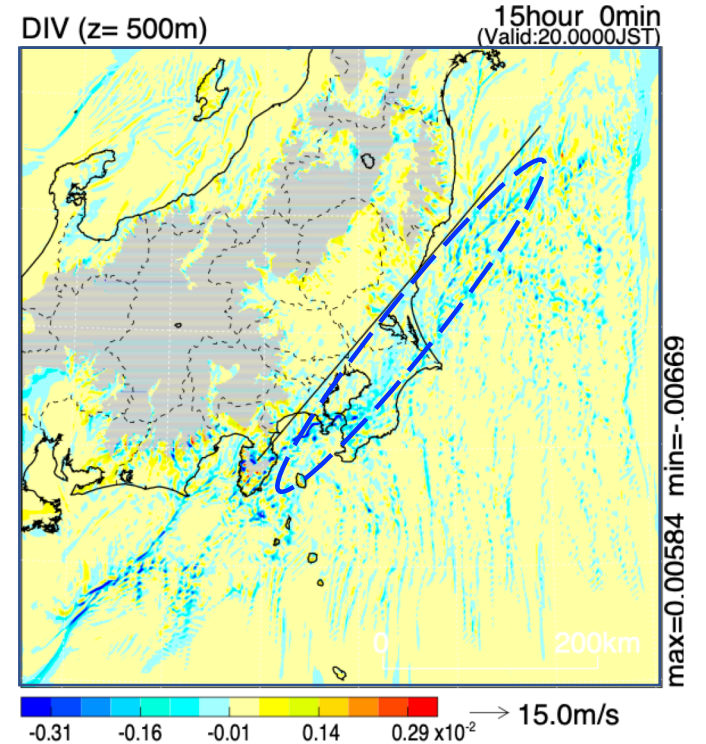 DIV (z= 500m)
15hour 0min
(Valid:20.0000JST)
max=0.00584 min=-.00669
0 200km
-0.31 -0.16 -0.01 0.14 0.29 x10-2
15.0m/s